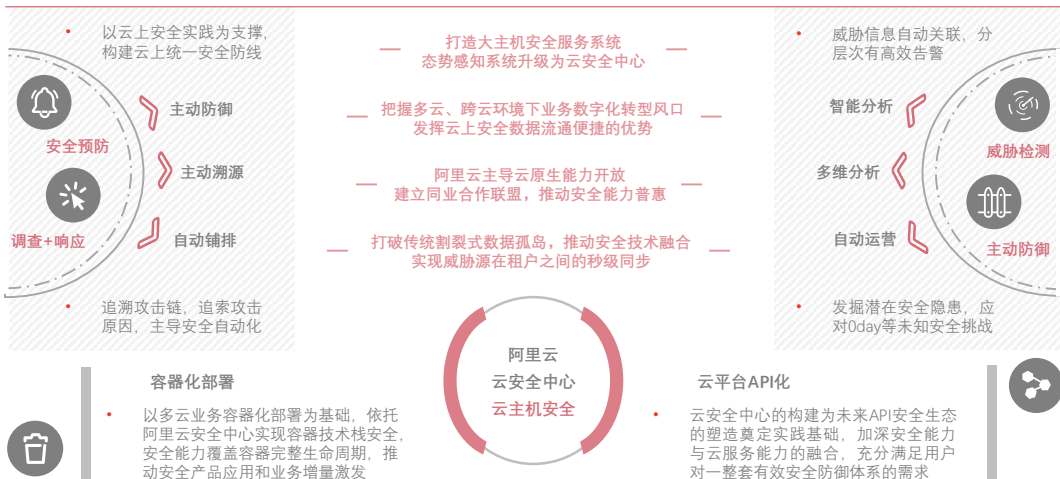 以云上安全实践为支撑，
构建云上统一安全防线
安全预防
调查+响应
主动防御
主动溯源
自动铺排
追溯攻击链，追索攻击
原因，主导安全自动化
打造大主机安全服务系统
态势感知系统升级为云安全中心
把握多云、跨云环境下业务数字化转型风口
发挥云上安全数据流通便捷的优势
阿里云主导云原生能力开放
建立同业合作联盟，推动安全能力普惠
打破传统割裂式数据孤岛，推动安全技术融合
实现威胁源在租户之间的秒级同步
威胁信息自动关联，分
层次有高效告警
智能分析
多维分析
自动运营
威胁检测
主动防御
发掘潜在安全隐患，应
对0day等未知安全挑战
阿里云
云安全中心
云主机安全
容器化部署
以多云业务容器化部署为基础，依托
阿里云安全中心实现容器技术栈安全，
安全能力覆盖容器完整生命周期，推
动安全产品应用和业务增量激发
云平台API化
云安全中心的构建为未来API安全生态
的塑造奠定实践基础，加深安全能力
与云服务能力的融合，充分满足用户
对一整套有效安全防御体系的需求